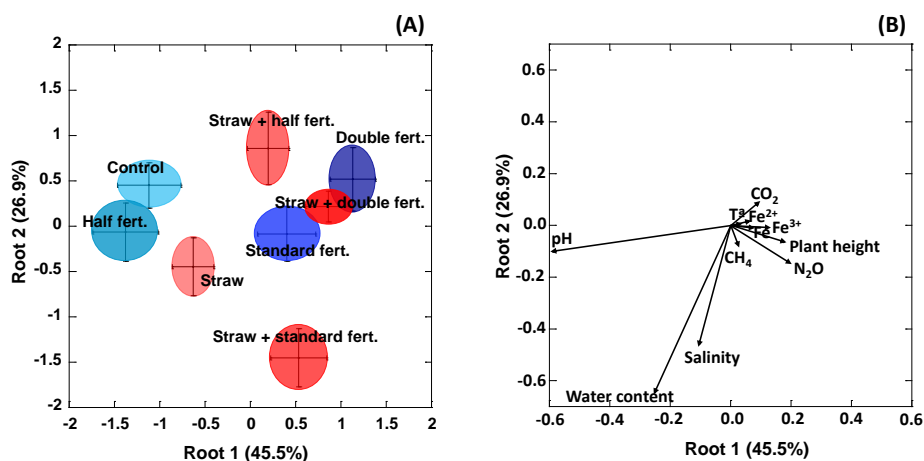 (A)
2
1.5
1
0.5
0
-0.5
-1
-1.5
-2
Root 2 (26.9%)
Straw + half fert.
Double fert.
Control
Straw + double fert.
Half fert.
Standard fert.
Straw
Straw + standard fert.
-2 -1.5 -1 -0.5 0 0.5 1 1.5 2
Root 1 (45.5%)
(B)
0.6
0.4
0.2
0.0
-0.2
-0.4
-0.6
Root 2 (26.9%)
CO₂
Tª Fe²⁺
Fe Fe³⁺
pH
Plant height
CH₄
N₂O
Salinity
Water content
-0.6 -0.4 -0.2 0.0 0.2 0.4 0.6
Root 1 (45.5%)